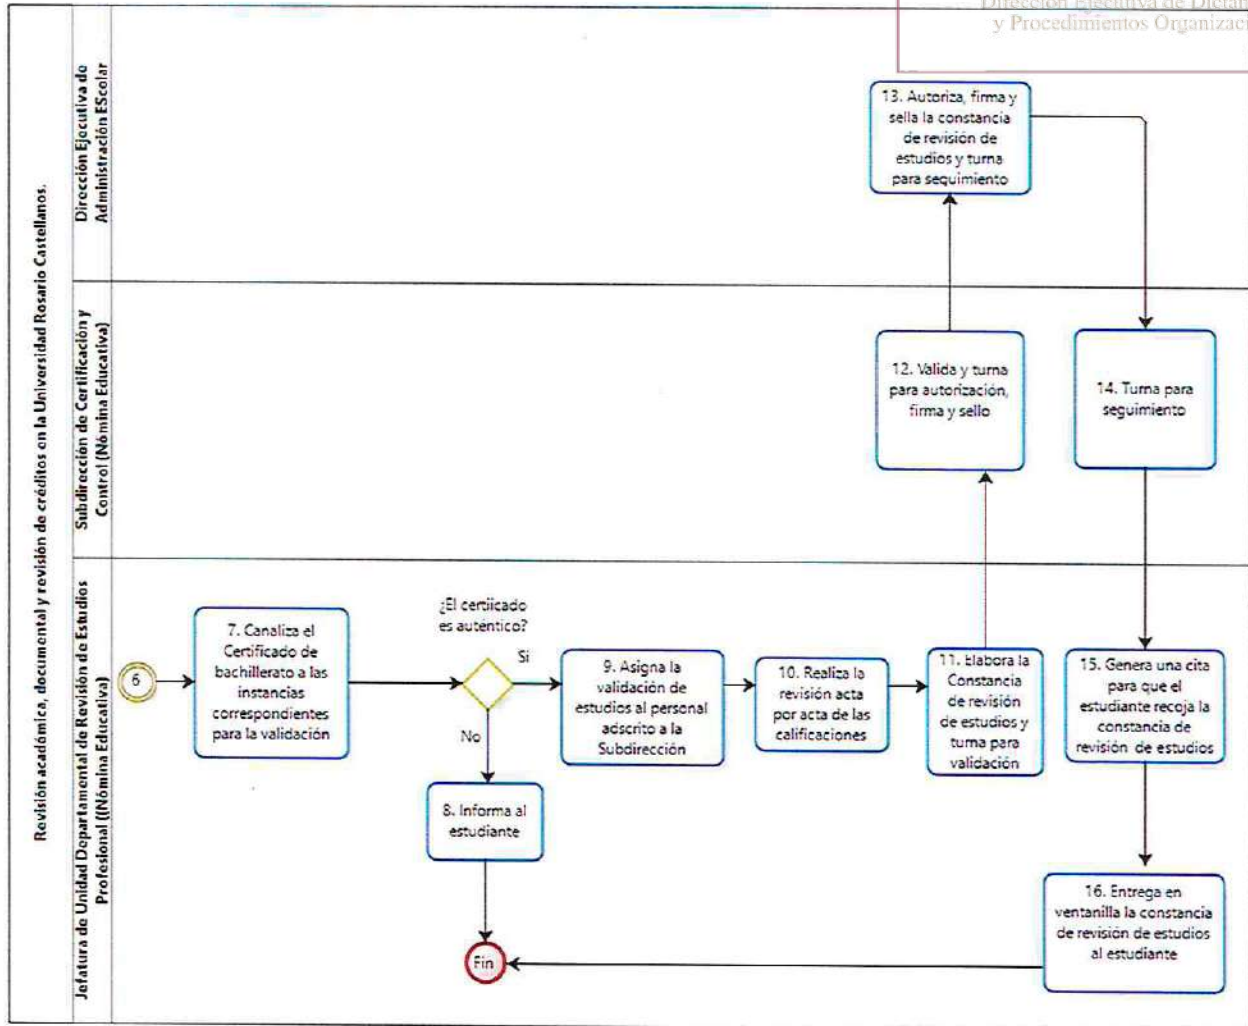 Dirección Ejecutiva de
y Procedimientos
Revisión académica, documental y revisión de créditos en la Universidad Rosario Castellanos.
Dirección Ejecutiva de
Administración EScolar
13. Autoriza, firma y
sella la constancia
de revisión de
estudios y turna
para seguimiento
Subdirección de Certificación y
Control (Nómina Educativa)
12. Valida y turna
para autorización,
firma y sello
14. Turna para
seguimiento
Jefatura de Unidad Departamental de Revisión de Estudios
Profesional ((Nómina Educativa)
6
7. Canaliza el
Certificado de
bachillerato a las
instancias
correspondientes
para la validación
¿El certiicado
es auténtico?
Si
No
8. Informa al
estudiante
9. Asigna la
validación de
estudios al personal
adscrito a la
Subdirección
10. Realiza la
revisión acta
por acta de las
calificaciones
11. Elabora la
Constancia
de revisión
de estudios y
turna para
validación
15. Genera una cita
para que el
estudiante recoja la
constancia de
revisión de estudios
16. Entrega en
ventanilla la constancia
de revisión de estudios
al estudiante
Fin